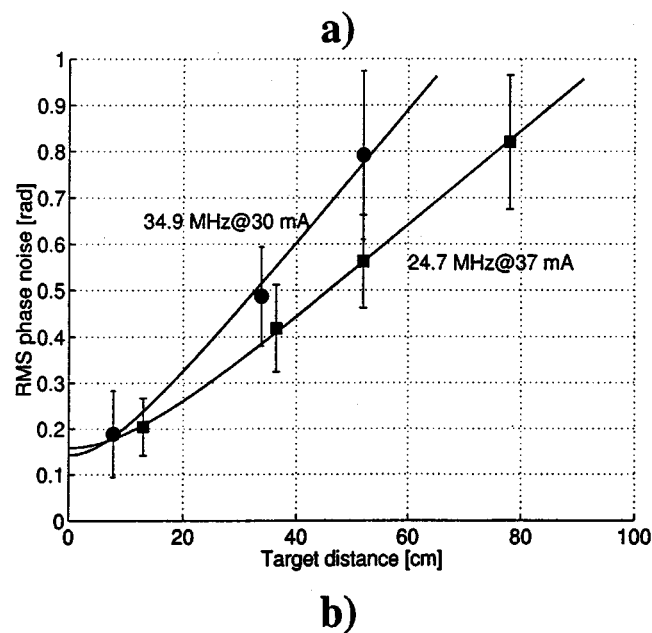 a)
1
0.9
0.8
0.7
0.6
0.5
0.4
0.3
0.2
0.1
0
RMS phase noise [rad]
34.9 MHz@30 mA
24.7 MHz@37 mA
0 20 40 60 80 100
Target distance [cm]
b)